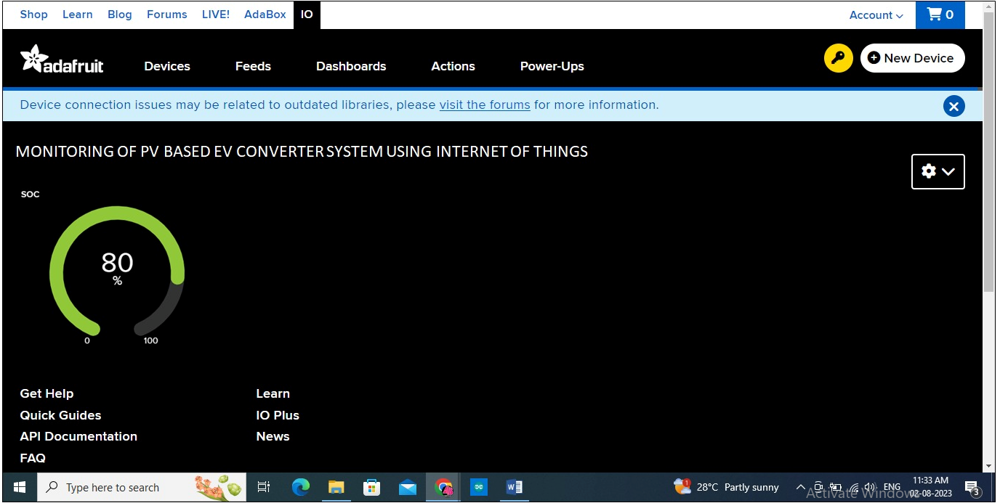 Shop Learn Blog Forums LIVE! AdaBox IO Account 0
adafruit Devices Feeds Dashboards Actions Power-Ups New Device
Device connection issues may be related to outdated libraries, please visit the forums for more information.
MONITORING OF PV BASED EV CONVERTER SYSTEM USING INTERNET OF THINGS
SOC
80
%
0 100
Get Help Learn
Quick Guides IO Plus
API Documentation News
FAQ
Type here to search 1 28°C Partly sunny ENG 11:33 AM
Activate Windows 02-08-2023 3